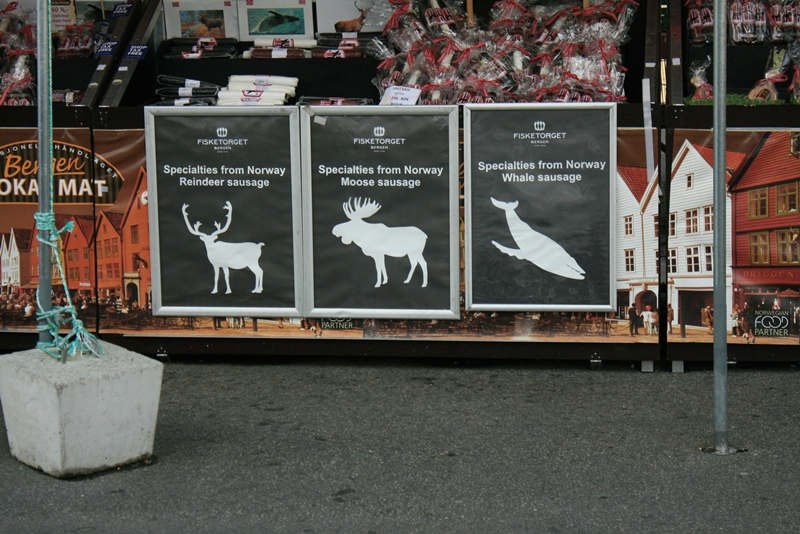 FISKETORGET
BERGEN
Specialties from Norway
Reindeer sausage
FISKETORGET
BERGEN
Specialties from Norway
Moose sausage
FISKETORGET
BERGEN
Specialties from Norway
Whale sausage
Bergen
OKAL MAT
NORWEGIAN
FOOD
PARTNER
PARTNER